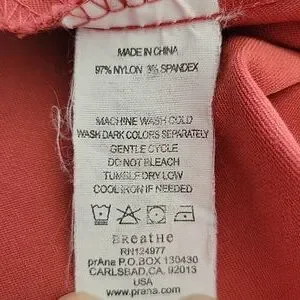 MADE IN CHINA
97% NYLON 3% SPANDEX
MACHINE WASH COLD
WASH DARK COLORS SEPARATELY
GENTLE CYCLE
DO NOT BLEACH
TUMBLE DRY LOW
COOL IRON IF NEEDED
BReatHe
RN124977
prAna P.O.BOX 130430
CARLSBAD,CA. 92013
USA
www.prana.com